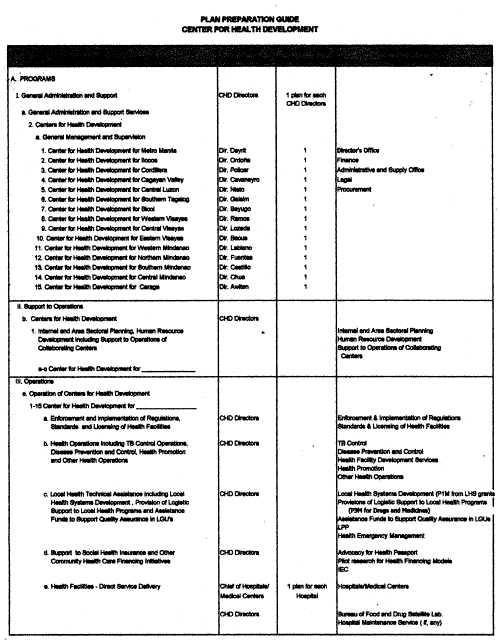 PLAN PREPARATION GUIDE
CENTER FOR HEALTH DEVELOPMENT
A. PROGRAMS
I. General Administration and Support CHD Directors 1 plan for each
CHD Directors
a. General Administration and Support Services
2. Centers for Health Development
a. General Management and Supervision
1. Center for Health Development for Metro Manila Dir. Dayrit 1 Director's Office
2. Center for Health Development for Ilocos Dir. Ordoña 1 Finance
3. Center for Health Development for Cordillera Dir. Policar 1 Administrative and Supply Office
4. Center for Health Development for Cagayan Valley Dir. 1 Legal
5. Center for Health Development for Central Luzon Dir. Nieto 1 Procurement
6. Center for Health Development for Southern Tagalog Dir. 1
7. Center for Health Development for Bicol Dir. Bayugo 1
8. Center for Health Development for Western Visayas Dir. Ramos 1
9. Center for Health Development for Central Visayas Dir. Lozada 1
10. Center for Health Development for Eastern Visayas Dir. 1
11. Center for Health Development for Western Mindanao Dir. Labiano 1
12. Center for Health Development for Northern Mindanao Dir. Fuentes 1
13. Center for Health Development for Southern Mindanao Dir. Castillo 1
14. Center for Health Development for Central Mindanao Dir. Chua 1
15. Center for Health Development for Caraga Dir. Awiten 1
II. Support to Operations
b. Centers for Health Development CHD Directors
1. Internal and Area Sectoral Planning, Human Resource Internal and Area Sectoral Planning
Development including Support to Operations of Human Resource Development
Collaborating Centers Support to Operations of Collaborating
Centers
a-o Center for Health Development for
III. Operations
c. Operation of Centers for Health Development
1-15 Center for Health Development for
a. Enforcement and Implementation of Regulations, CHD Directors Enforcement & Implementation of Regulations
Standards and Licensing of Health Facilities Standards & Licensing of Health Facilities
b. Health Operations Including TB Control Operations, CHD Directors TB Control
Disease Prevention and Control, Health Promotion Disease Prevention and Control
and Other Health Operations Health Facility Development Services
Health Promotion
Other Health Operations
c. Local Health Technical Assistance including Local CHD Directors Local Health Systems Development (P1M from LHS grants
Health Systems Development , Provision of Logistic Provisions of Logistic Support to Local Health Programs
Support to Local Health Programs and Assistance (P3M for Drugs and Medicines)
Funds to Support Quality Assurance in LGU's Assistance Funds to Support Quality Assurance in LGUs
LPP
Health Emergency Management
d. Support to Social Health Insurance and Other CHD Directors Advocacy for Health Passport
Community Health Care Financing Initiatives Pilot research for Health Financing Models
IEC
e. Health Facilities - Direct Service Delivery Chief of Hospitals/ 1 plan for each Hospitals/Medical Centers
Medical Centers Hospital
CHD Directors Bureau of Food and Drug Satellite Lab.
Hospital Maintenance Service ( if, any)